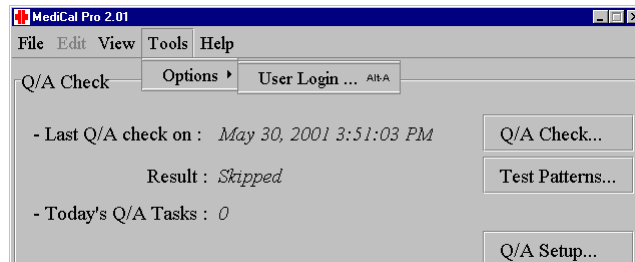 MediCal Pro 2.01
File Edit View Tools Help
Options User Login ... Alt-A
Q/A Check
- Last Q/A check on : May 30, 2001 3:51:03 PM Q/A Check...
Result : Skipped Test Patterns...
- Today's Q/A Tasks : 0
Q/A Setup...